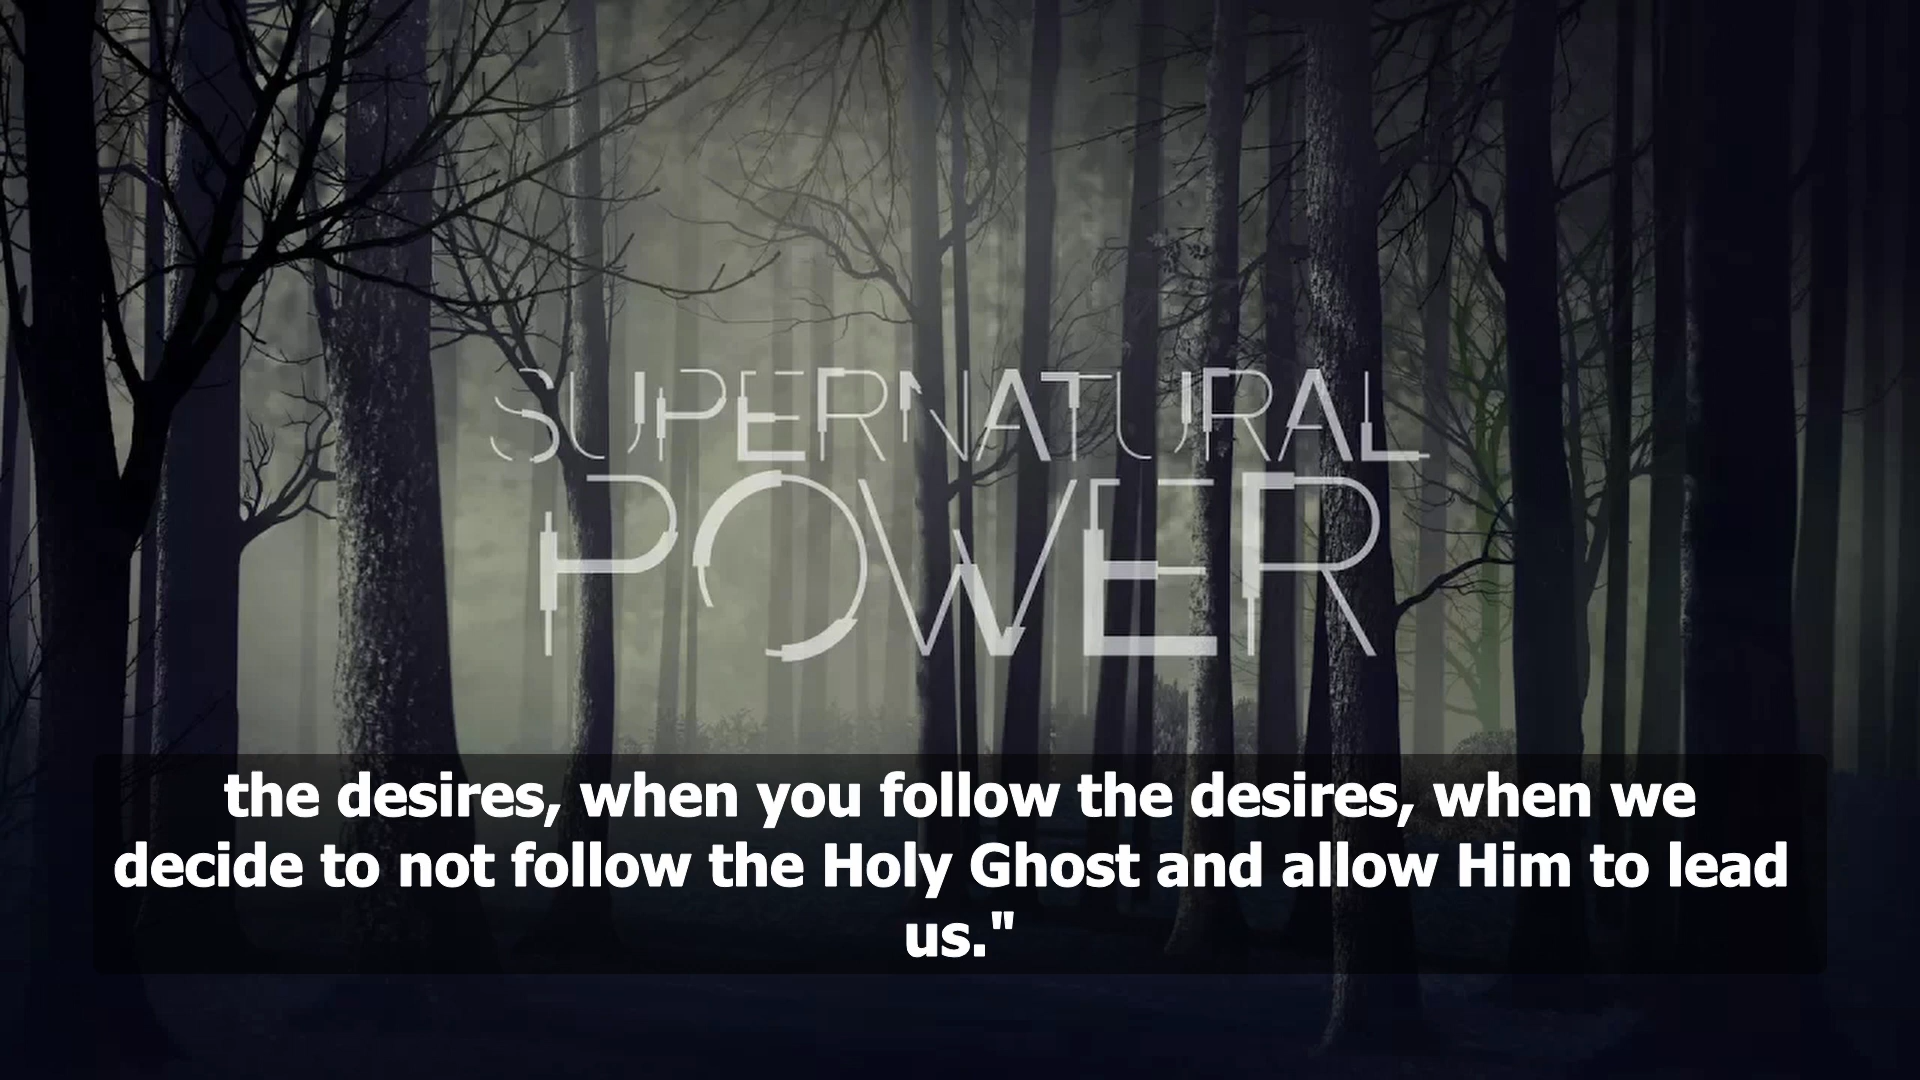 SUPERNATURAL
POWER
the desires, when you follow the desires, when we
decide to not follow the Holy Ghost and allow Him to lead
us."